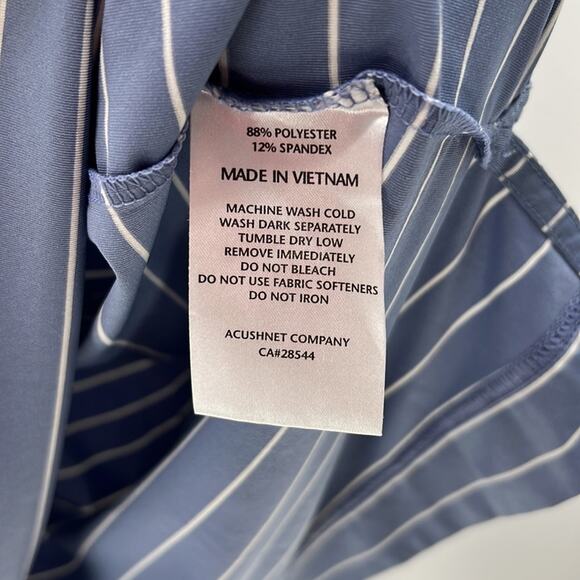 88% POLYESTER
12% SPANDEX
MADE IN VIETNAM
MACHINE WASH COLD
WASH DARK SEPARATELY
TUMBLE DRY LOW
REMOVE IMMEDIATELY
DO NOT BLEACH
DO NOT USE FABRIC SOFTENERS
DO NOT IRON
ACUSHNET COMPANY
CA#28544